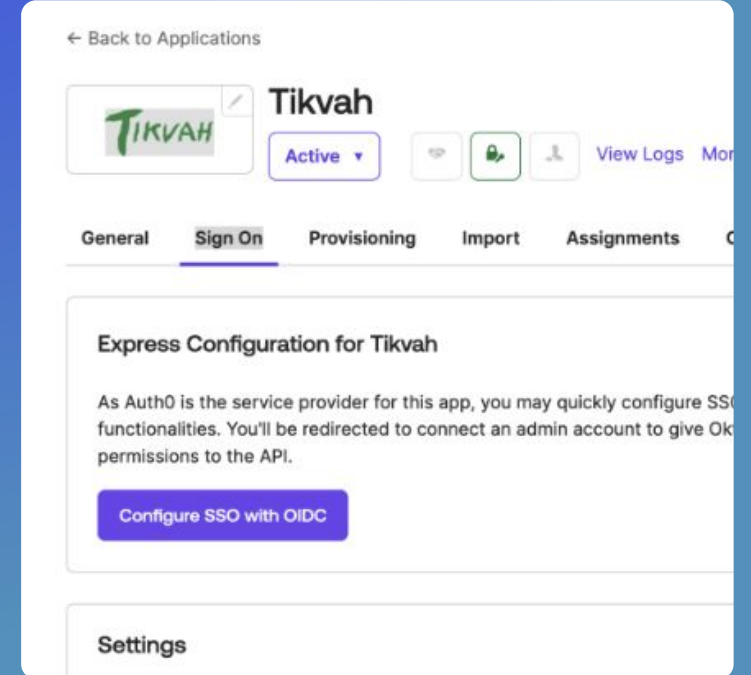 ← Back to Applications
TIKVAH
Tikvah
Active ▼
View Logs
General Sign On Provisioning Import Assignments
Express Configuration for Tikvah
As Auth0 is the service provider for this app, you may quickly configure
functionalities. You'll be redirected to connect an admin account to give
permissions to the API.
Configure SSO with OIDC
Settings